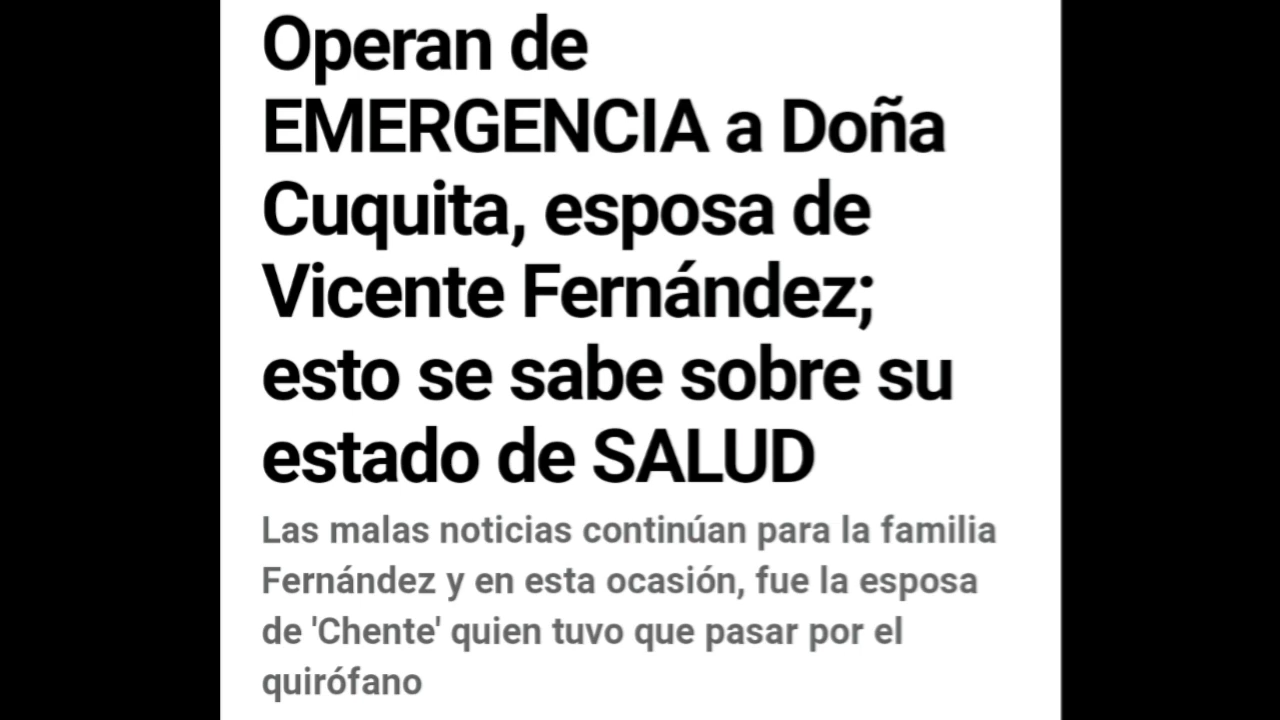 Operan de
EMERGENCIA a Doña
Cuquita, esposa de
Vicente Fernández;
esto se sabe sobre su
estado de SALUD
Las malas noticias continúan para la familia
Fernández y en esta ocasión, fue la esposa
de 'Chente' quien tuvo que pasar por el
quirófano